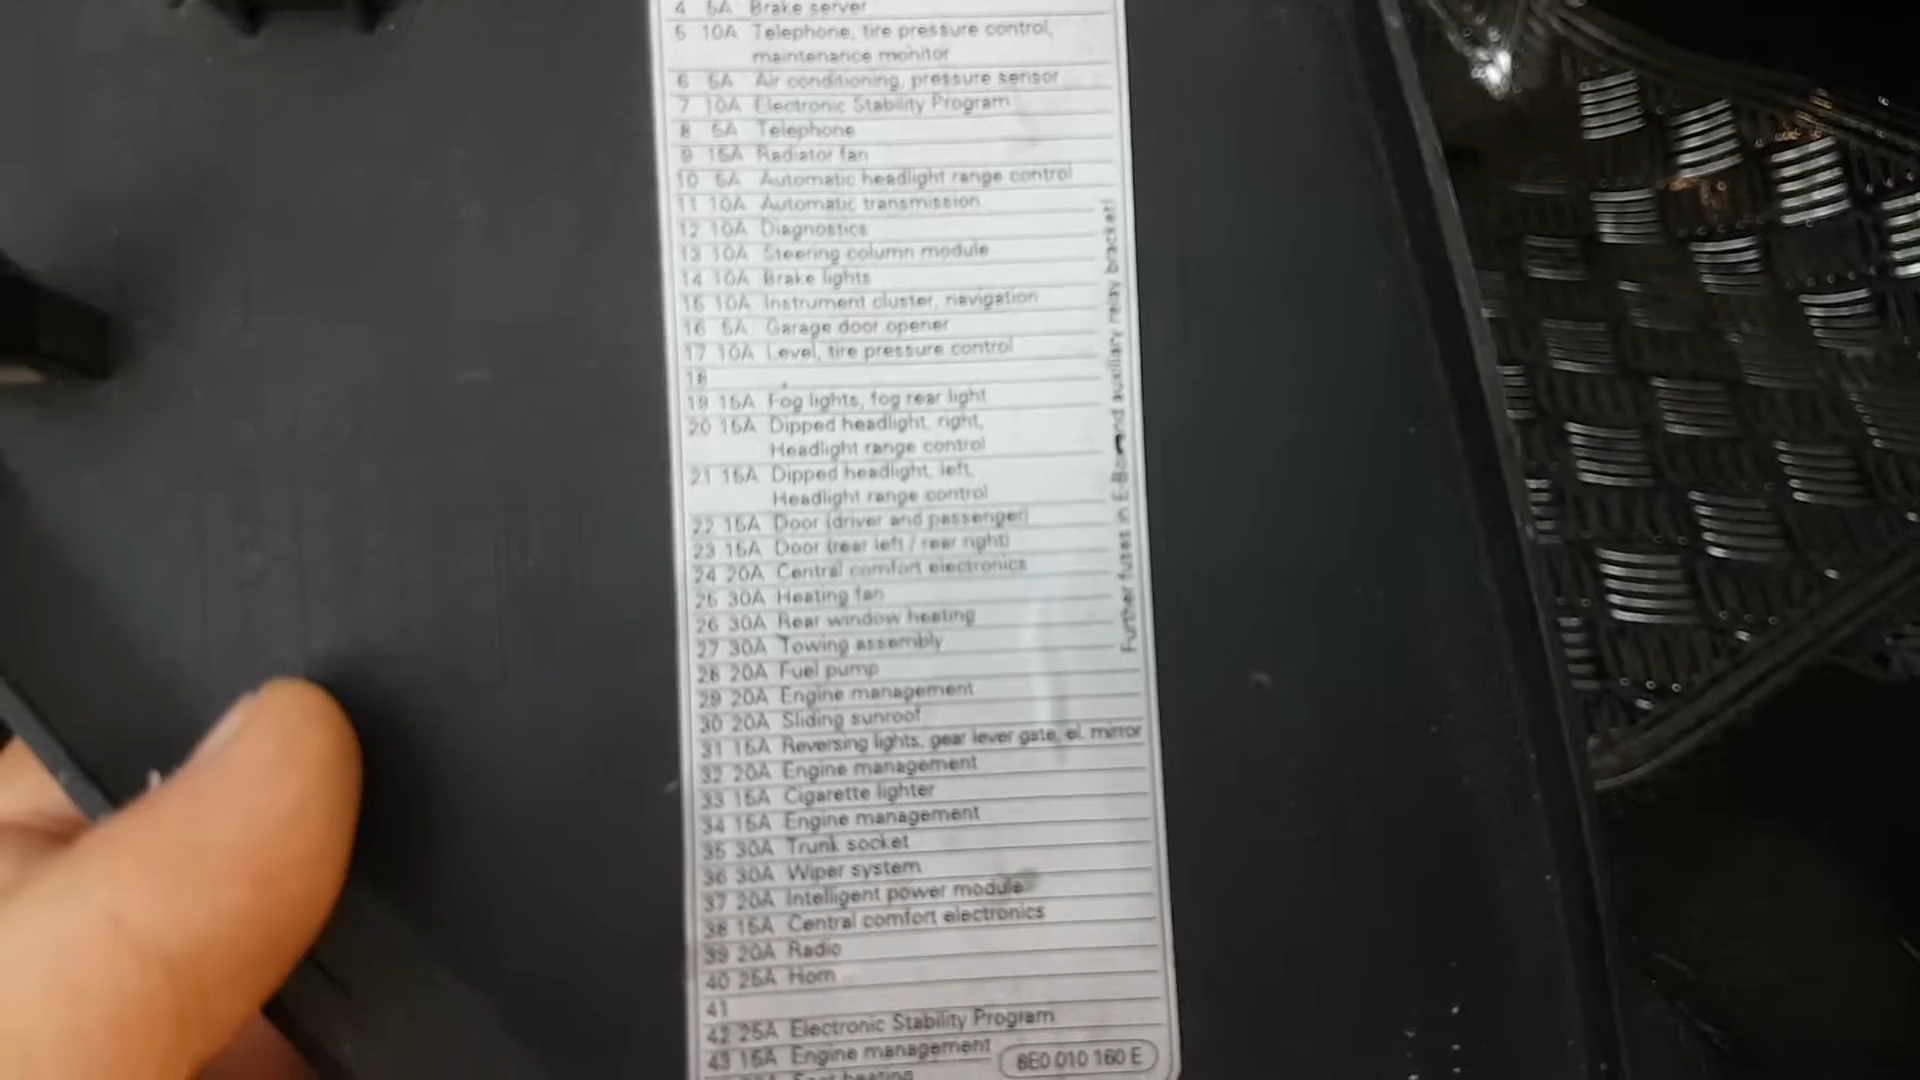 4 5A Brake server
5 10A Telephone, tire pressure control,
maintenance monitor
6 5A Air conditioning, pressure sensor
7 10A Electronic Stability Program
8 5A Telephone
9 15A Radiator fan
10 5A Automatic headlight range control
11 10A Automatic transmission
12 10A Diagnostics
13 10A Steering column module
14 10A Brake lights
15 10A Instrument cluster, navigation
16 5A Garage door opener
17 10A Level, tire pressure control
18
19 15A Fog lights, fog rear light
20 15A Dipped headlight, right,
Headlight range control
21 15A Dipped headlight, left,
Headlight range control
22 15A Door (driver and passenger)
23 15A Door (rear left / rear right)
24 20A Central comfort electronics
25 30A Heating fan
26 30A Rear window heating
27 30A Towing assembly
28 20A Fuel pump
29 20A Engine management
30 20A Sliding sunroof
31 15A Reversing lights, gear lever gate, el. mirror
32 20A Engine management
33 15A Cigarette lighter
34 15A Engine management
35 30A Trunk socket
36 30A Wiper system
37 20A Intelligent power module
38 15A Central comfort electronics
39 20A Radio
40 25A Horn
41
42 25A Electronic Stability Program
43 15A Engine management
Seat heating
8E0 010 160 E
Further fuses in E-Box and auxiliary relay bracket!